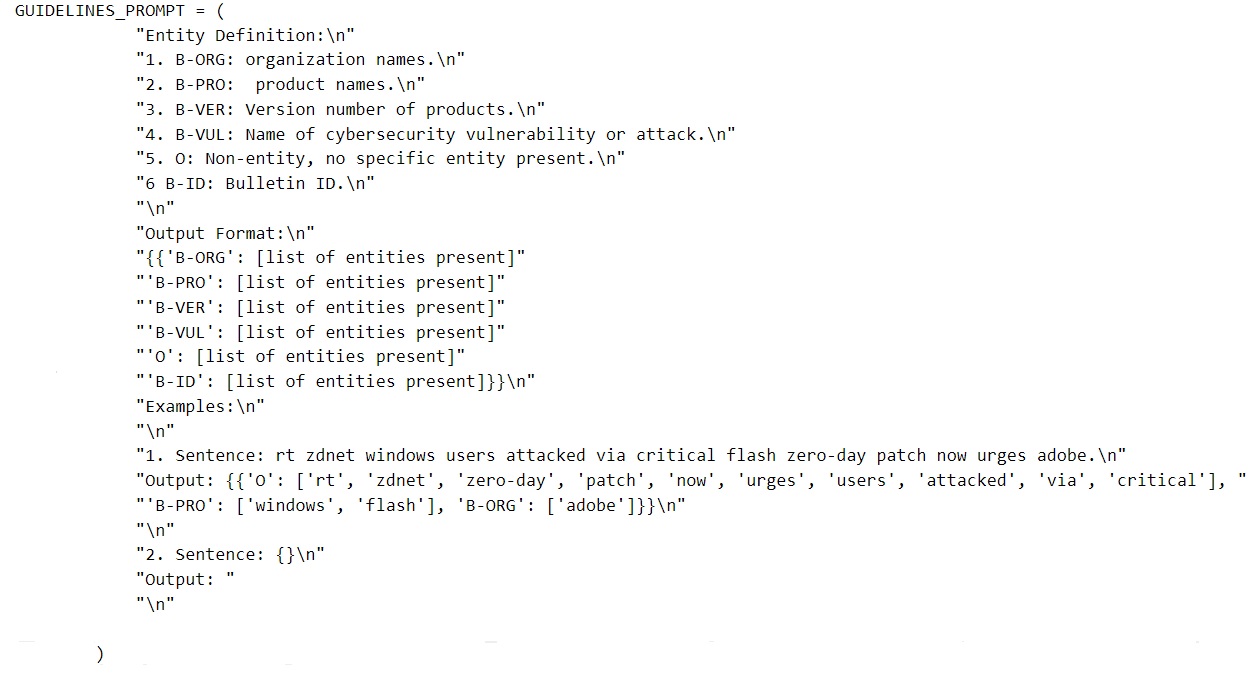 GUIDELINES_PROMPT = (
"Entity Definition:\n"
"1. B-ORG: organization names.\n"
"2. B-PRO:  product names.\n"
"3. B-VER: Version number of products.\n"
"4. B-VUL: Name of cybersecurity vulnerability or attack.\n"
"5. O: Non-entity, no specific entity present.\n"
"6 B-ID: Bulletin ID.\n"
"\n"
"Output Format:\n"
"{{'B-ORG': [list of entities present]"
"'B-PRO': [list of entities present]"
"'B-VER': [list of entities present]"
"'B-VUL': [list of entities present]"
"'O': [list of entities present]"
"'B-ID': [list of entities present]}}\n"
"Examples:\n"
"\n"
"1. Sentence: rt zdnet windows users attacked via critical flash zero-day patch now urges adobe.\n"
"Output: {{'O': ['rt', 'zdnet', 'zero-day', 'patch', 'now', 'urges', 'users', 'attacked', 'via', 'critical'], "
"'B-PRO': ['windows', 'flash'], 'B-ORG': ['adobe']}}\n"
"\n"
"2. Sentence: {}\n"
"Output: "
"\n"
)